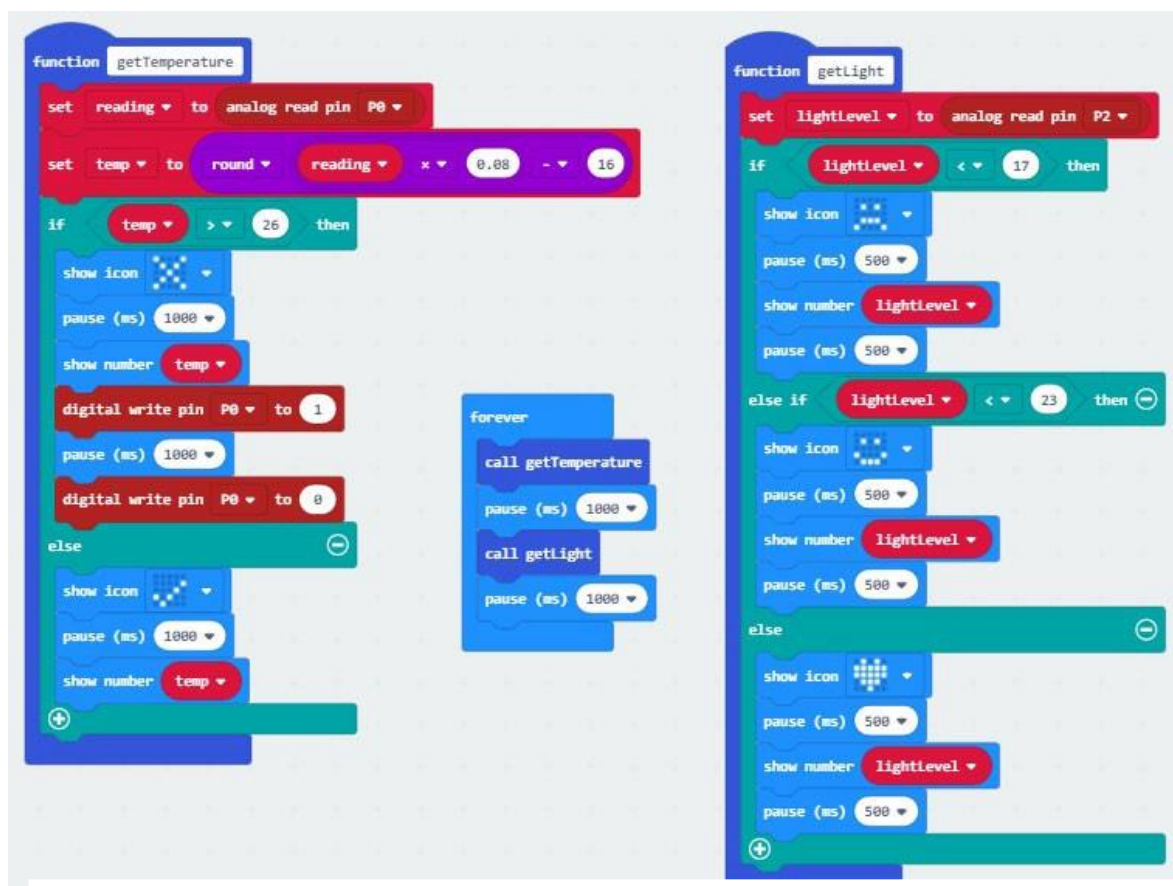 function getTemperature
set reading to analog read pin P0
set temp to round reading × 0.08 - 16
if temp > 26 then
show icon
pause (ms) 1000
show number temp
digital write pin P0 to 1
pause (ms) 1000
digital write pin P0 to 0
else
show icon
pause (ms) 1000
show number temp
forever
call getTemperature
pause (ms) 1000
call getLight
pause (ms) 1000
function getLight
set lightLevel to analog read pin P2
if lightLevel < 17 then
show icon
pause (ms) 500
show number lightLevel
pause (ms) 500
else if lightLevel < 23 then
show icon
pause (ms) 500
show number lightLevel
pause (ms) 500
else
show icon
pause (ms) 500
show number lightLevel
pause (ms) 500